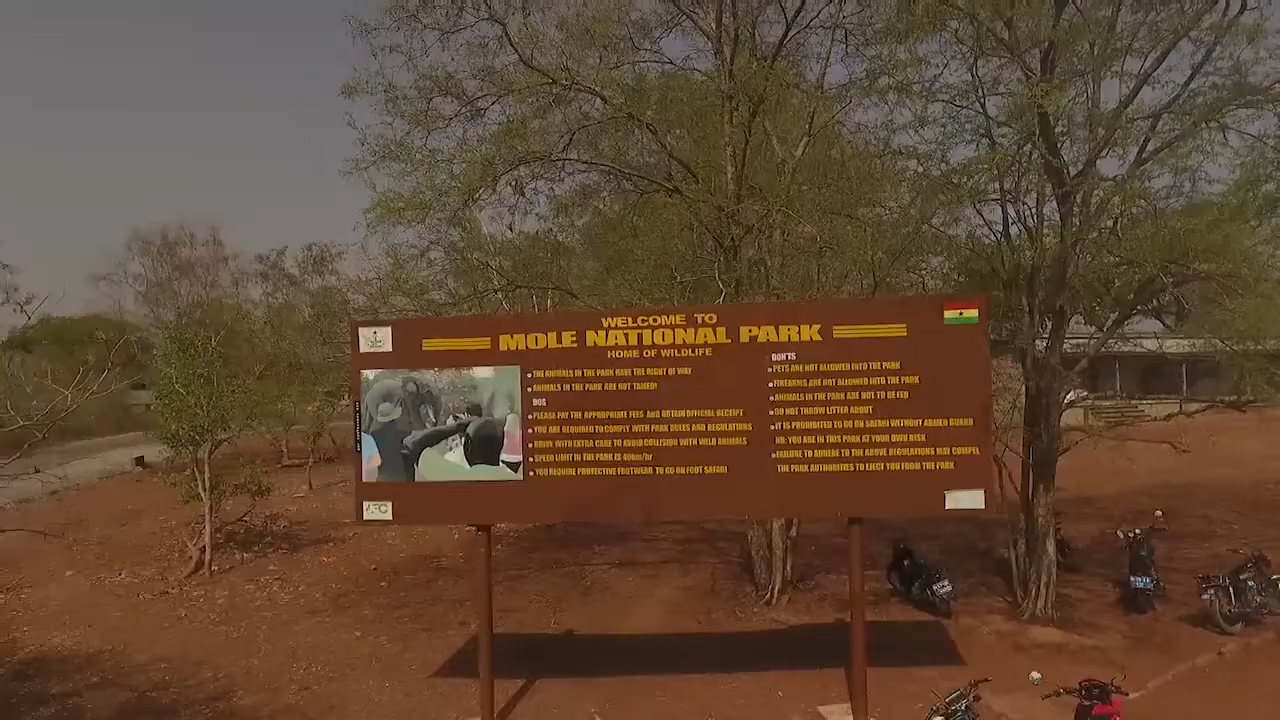 WELCOME TO
MOLE NATIONAL PARK
HOME OF WILDLIFE
THE ANIMALS IN THE PARK HAVE THE RIGHT OF WAY
ANIMALS IN THE PARK ARE NOT TAMED!
DOS
PLEASE PAY THE APPROPRIATE FEES AND OBTAIN OFFICIAL RECEIPT
YOU ARE REQUIRED TO COMPLY WITH PARK RULES AND REGULATIONS
DRIVE WITH EXTRA CARE TO AVOID COLLISION WITH WILD ANIMALS
SPEED LIMIT IN THE PARK IS 40km/hr
YOU REQUIRE PROTECTIVE FOOTWEAR TO GO ON FOOT SAFARI
DON'TS
PETS ARE NOT ALLOWED INTO THE PARK
FIREARMS ARE NOT ALLOWED INTO THE PARK
ANIMALS IN THE PARK ARE NOT TO BE FED
DO NOT THROW LITTER ABOUT
IT IS PROHIBITED TO GO ON SAFARI WITHOUT ARMED GUARD
NB: YOU ARE IN THIS PARK AT YOUR OWN RISK
FAILURE TO ADHERE TO THE ABOVE REGULATIONS MAY COMPEL
THE PARK AUTHORITIES TO EJECT YOU FROM THE PARK